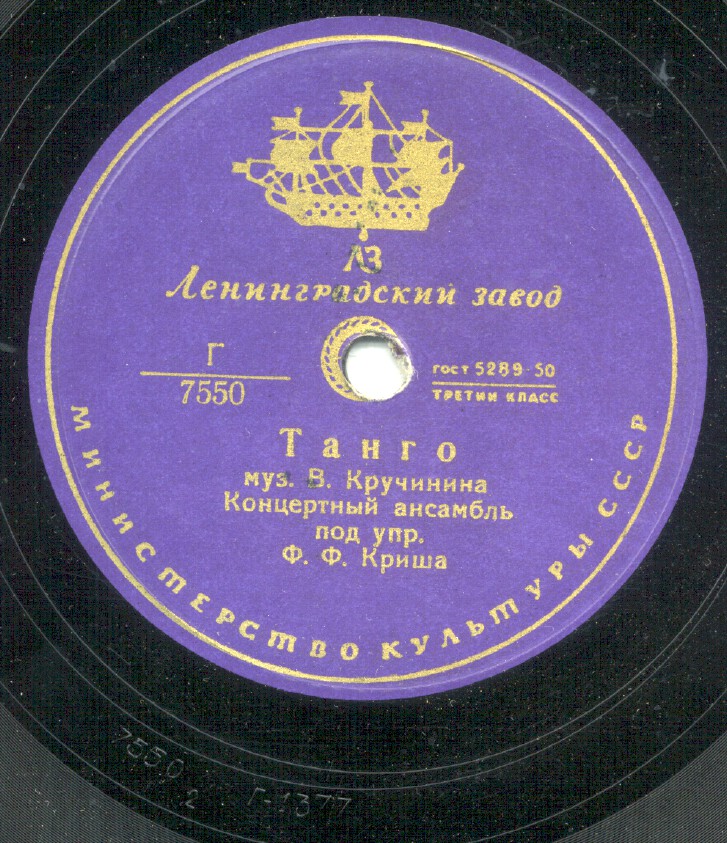 ЛЗ
Ленинградский завод
Г
7550
ГОСТ 5289-50
ТРЕТИЙ КЛАСС
Танго
муз. В. Кручинина
Концертный ансамбль
под упр.
Ф. Ф. Криша
МИНИСТЕРСТВО КУЛЬТУРЫ СССР
7550
2 Г-1377